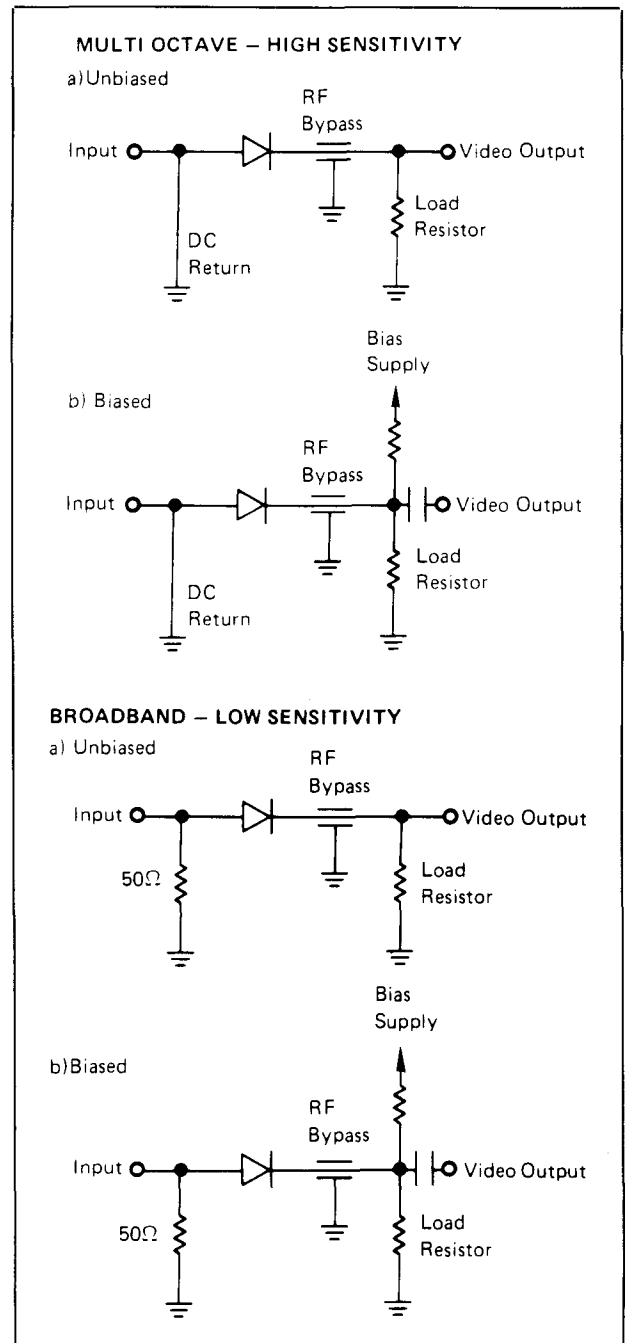 MULTI OCTAVE – HIGH SENSITIVITY
a)Unbiased
RF
Bypass
Input
Video Output
DC
Return
Load
Resistor
Bias
Supply
b) Biased
RF
Bypass
Input
Video Output
DC
Return
Load
Resistor
BROADBAND – LOW SENSITIVITY
a) Unbiased
RF
Bypass
Input
Video Output
50Ω
Load
Resistor
Bias
Supply
b)Biased
RF
Bypass
Input
Video Output
50Ω
Load
Resistor